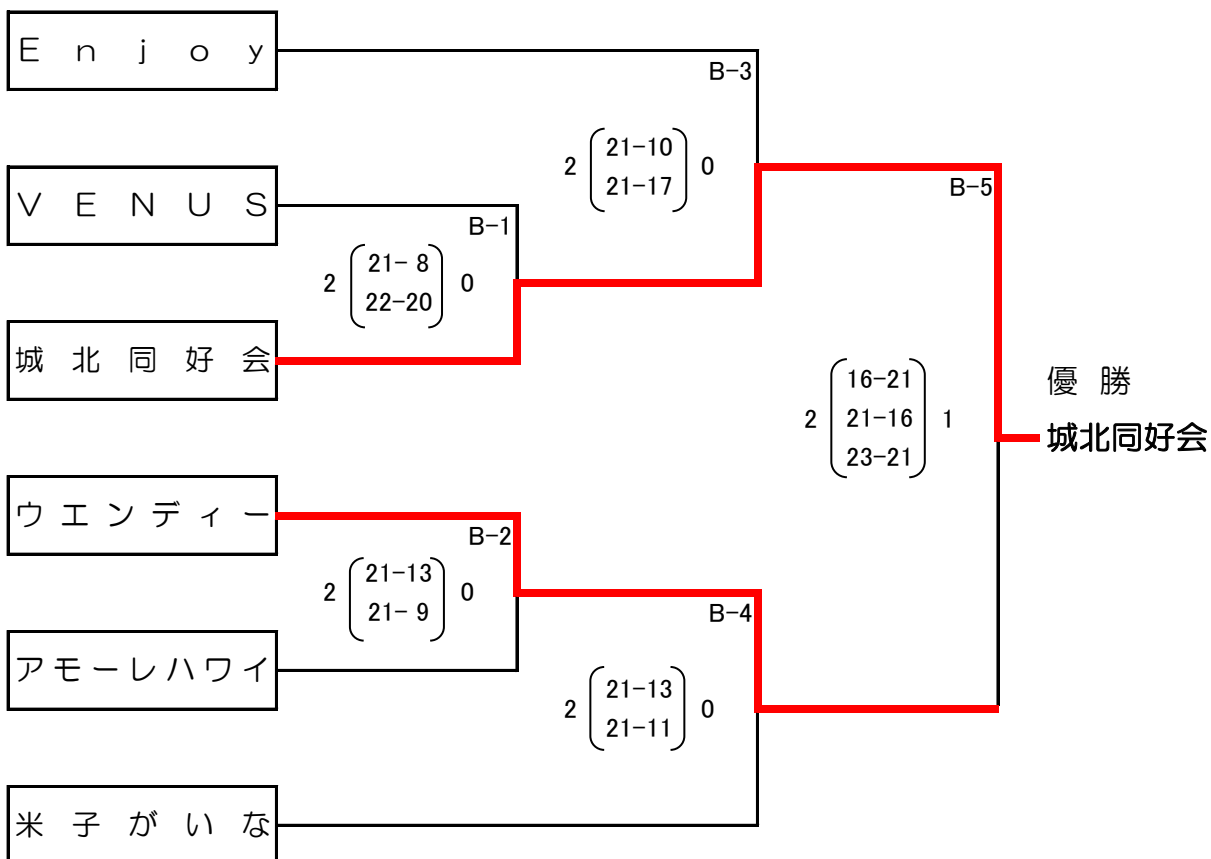 Enjoy
B-3
2 21-10 0
21-17
VENUS
B-1
2 21- 8 0
22-20
城北同好会
B-5
2 16-21 1
21-16
23-21
優勝
城北同好会
ウエンディー
B-2
2 21-13 0
21- 9
アモーレハワイ
B-4
2 21-13 0
21-11
米子がいな